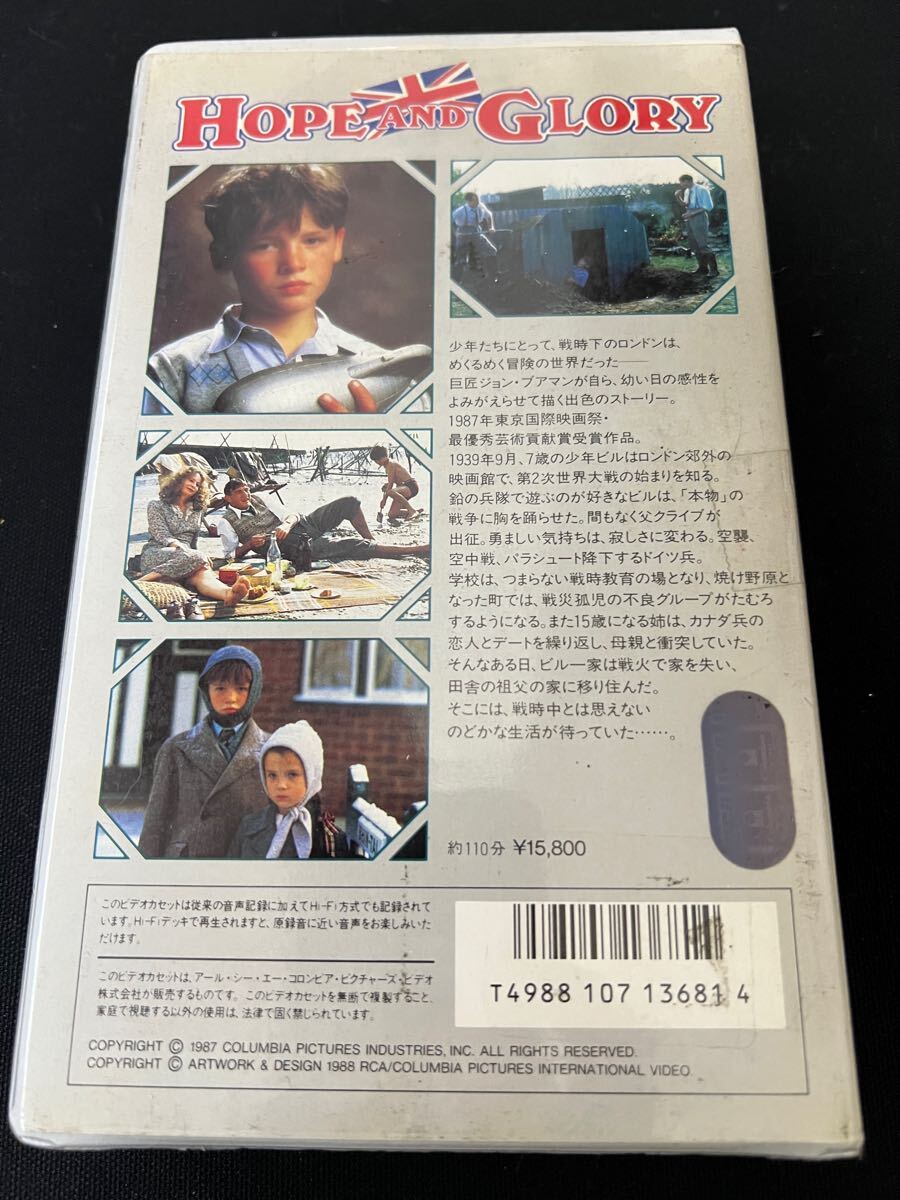 HOPE AND GLORY
少年たちにとって、戦時下のロンドンは、
めくるめく冒険の世界だった——
巨匠ジョン・ブアマンが自ら、幼い日の感性を
よみがえらせて描く出色のストーリー。
1987年東京国際映画祭・
最優秀芸術貢献賞受賞作品。
1939年9月、7歳の少年ビルはロンドン郊外の
映画館で、第2次世界大戦の始まりを知る。
鉛の兵隊で遊ぶのが好きなビルは、「本物」の
戦争に胸を踊らせた。間もなく父クライブが
出征。勇ましい気持ちは、寂しさに変わる。空襲、
空中戦、パラシュート降下するドイツ兵。
学校は、つまらない戦時教育の場となり、焼け野原と
なった町では、戦災孤児の不良グループがたむろ
するようになる。また15歳になる姉は、カナダ兵の
恋人とデートを繰り返し、母親と衝突していた。
そんなある日、ビル一家は戦火で家を失い、
田舎の祖父の家に移り住んだ。
そこには、戦時中とは思えない
のどかな生活が待っていた……。
約110分 ¥15,800
このビデオカセットは従来の音声記録に加えてHi-Fi方式でも記録されて
います。Hi-Fiデッキで再生されますと、原録音に近い音声をお楽しみいた
だけます。
このビデオカセットは、アール・シー・エー・コロンビア・ピクチャーズ・ビデオ
株式会社が販売するものです。このビデオカセットを無断で複製すること、
家庭で視聴する以外の使用は、法律で固く禁じられています。
T4988 107 13681 4
COPYRIGHT © 1987 COLUMBIA PICTURES INDUSTRIES, INC. ALL RIGHTS RESERVED.
COPYRIGHT © ARTWORK & DESIGN 1988 RCA/COLUMBIA PICTURES INTERNATIONAL VIDEO.